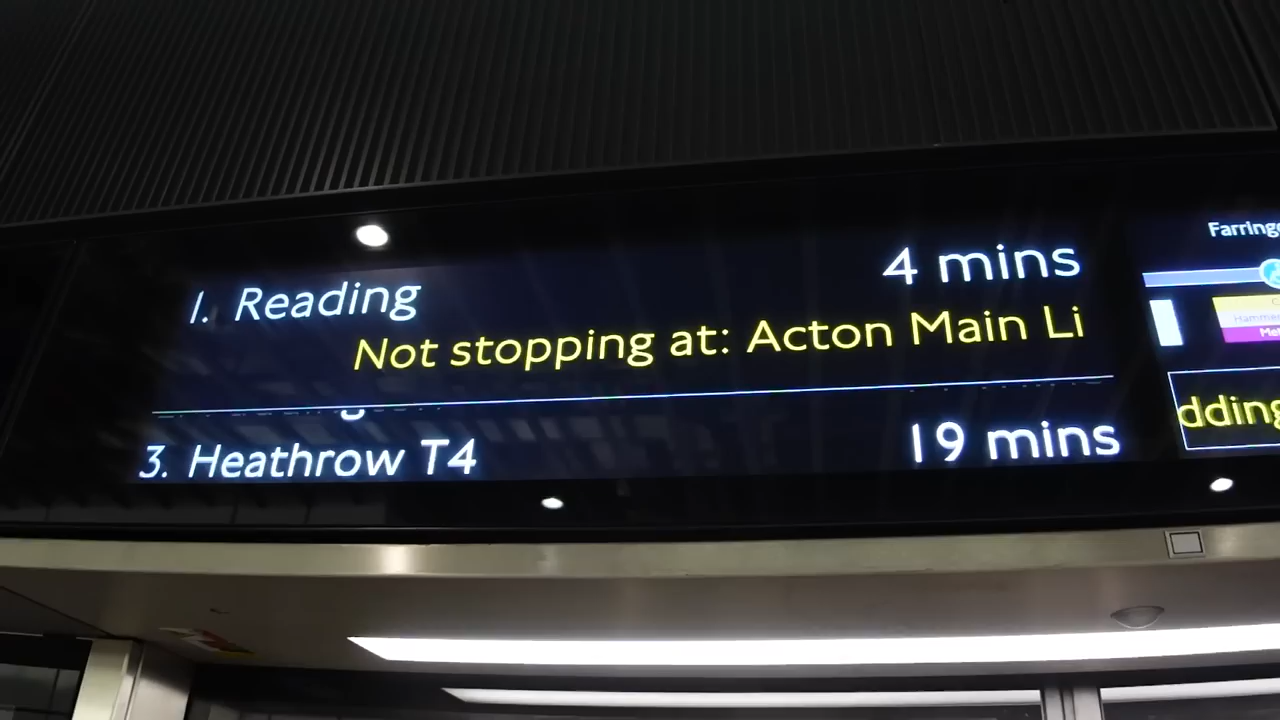 1. Reading 4 mins
Not stopping at: Acton Main Li
3. Heathrow T4 19 mins
Farring
dding